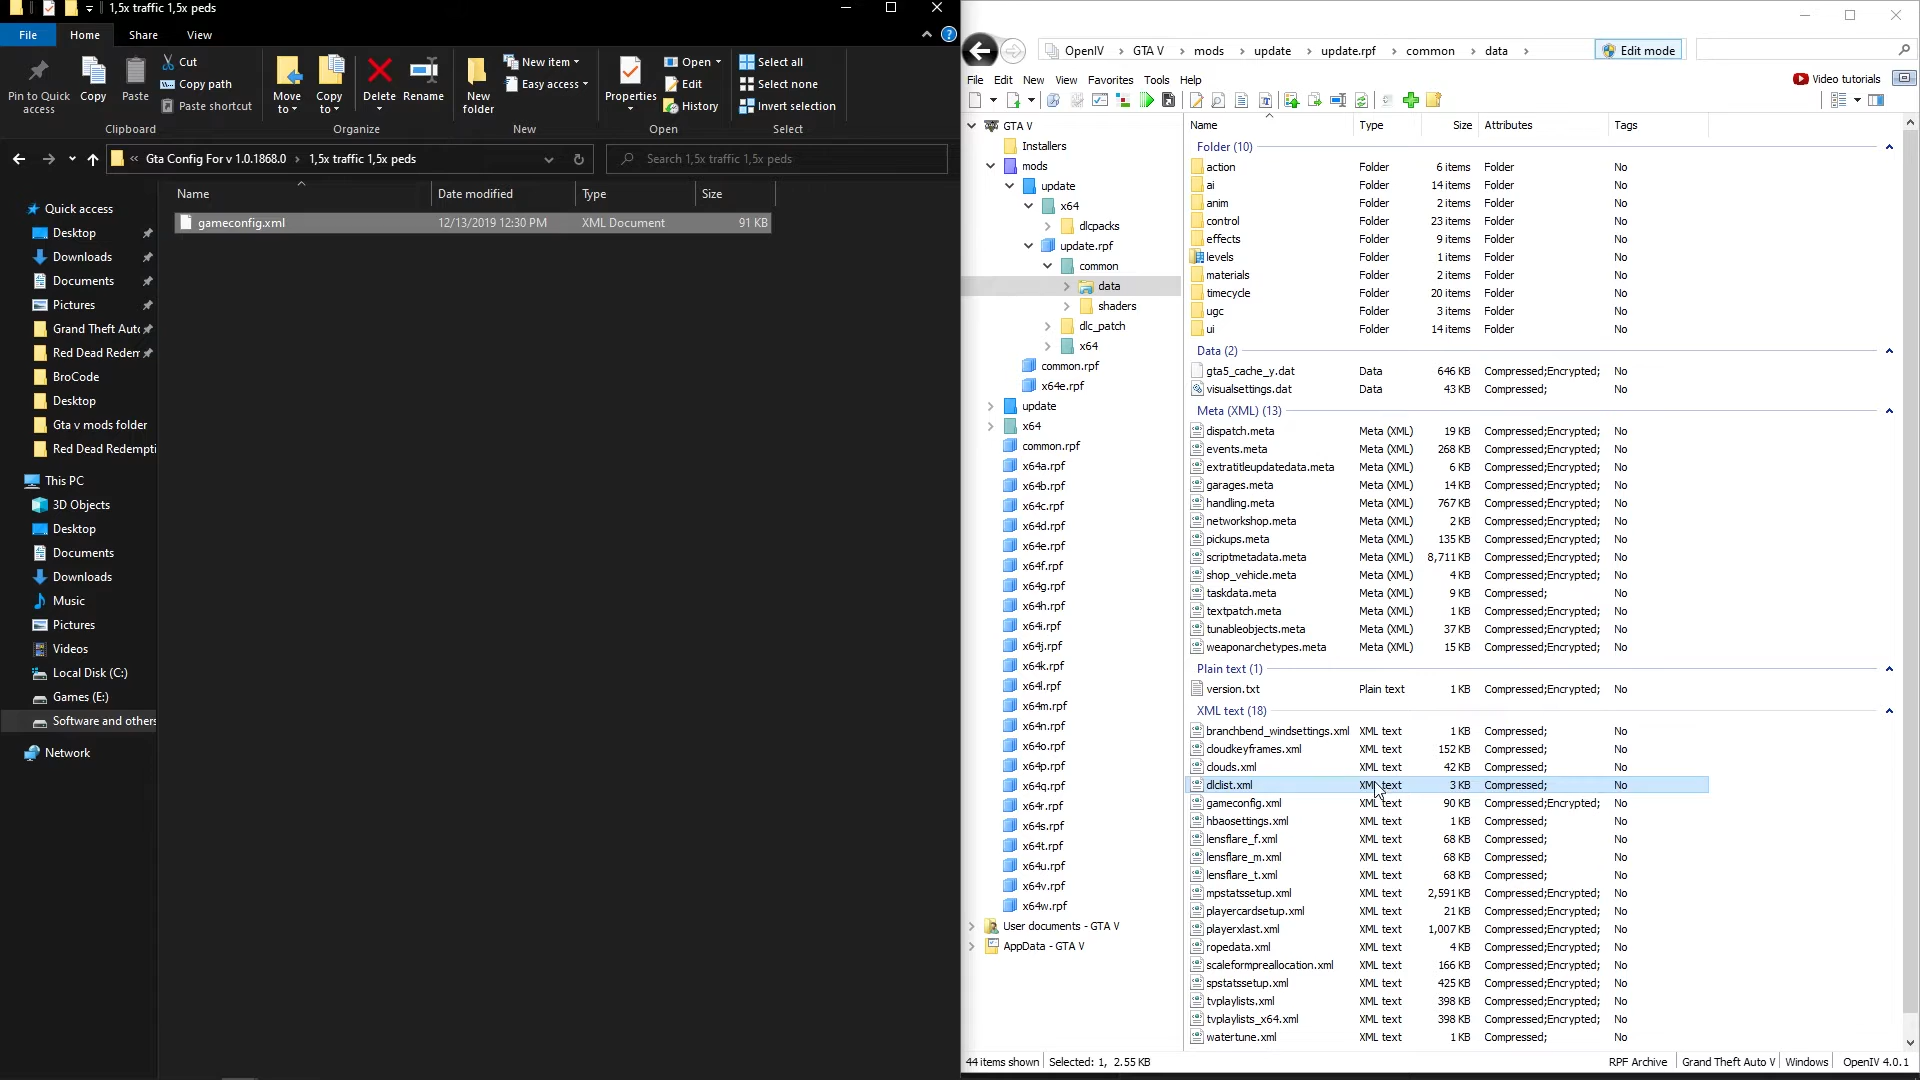 1,5x traffic 1,5x peds
File
Home
Share
View
Pin to Quick access
Copy
Paste
Cut
Copy path
Paste shortcut
Clipboard
Move to
Copy to
Delete
Rename
Organize
New folder
New item
Easy access
New
Properties
Open
Edit
History
Open
Select all
Select none
Invert selection
Select
« Gta Config For v 1.0.1868.0 › 1,5x traffic 1,5x peds
Search 1,5x traffic 1,5x peds
Name Date modified Type Size
gameconfig.xml 12/13/2019 12:30 PM XML Document 91 KB
Quick access
Desktop
Downloads
Documents
Pictures
Grand Theft Aut
Red Dead Redem
BroCode
Desktop
Gta v mods folder
Red Dead Redempti
This PC
3D Objects
Desktop
Documents
Downloads
Music
Pictures
Videos
Local Disk (C:)
Games (E:)
Software and others
Network
OpenIV › GTA V › mods › update › update.rpf › common › data ›
Edit mode
File Edit New View Favorites Tools Help
Video tutorials
GTA V
Installers
mods
update
x64
dlcpacks
update.rpf
common
data
shaders
dlc_patch
x64
common.rpf
x64e.rpf
update
x64
common.rpf
x64a.rpf
x64b.rpf
x64c.rpf
x64d.rpf
x64e.rpf
x64f.rpf
x64g.rpf
x64h.rpf
x64i.rpf
x64j.rpf
x64k.rpf
x64l.rpf
x64m.rpf
x64n.rpf
x64o.rpf
x64p.rpf
x64q.rpf
x64r.rpf
x64s.rpf
x64t.rpf
x64u.rpf
x64v.rpf
x64w.rpf
User documents - GTA V
AppData - GTA V
Name Type Size Attributes Tags
Folder (10)
action Folder 6 items Folder No
ai Folder 14 items Folder No
anim Folder 2 items Folder No
control Folder 23 items Folder No
effects Folder 9 items Folder No
levels Folder 1 items Folder No
materials Folder 2 items Folder No
timecycle Folder 20 items Folder No
ugc Folder 3 items Folder No
ui Folder 14 items Folder No
Data (2)
gta5_cache_y.dat Data 646 KB Compressed;Encrypted; No
visualsettings.dat Data 43 KB Compressed; No
Meta (XML) (13)
dispatch.meta Meta (XML) 19 KB Compressed;Encrypted; No
events.meta Meta (XML) 268 KB Compressed;Encrypted; No
extratitleupdatedata.meta Meta (XML) 6 KB Compressed;Encrypted; No
garages.meta Meta (XML) 14 KB Compressed;Encrypted; No
handling.meta Meta (XML) 767 KB Compressed;Encrypted; No
networkshop.meta Meta (XML) 2 KB Compressed;Encrypted; No
pickups.meta Meta (XML) 135 KB Compressed;Encrypted; No
scriptmetadata.meta Meta (XML) 8,711 KB Compressed;Encrypted; No
shop_vehicle.meta Meta (XML) 4 KB Compressed;Encrypted; No
taskdata.meta Meta (XML) 9 KB Compressed; No
textpatch.meta Meta (XML) 1 KB Compressed;Encrypted; No
tunableobjects.meta Meta (XML) 37 KB Compressed;Encrypted; No
weaponarchetypes.meta Meta (XML) 15 KB Compressed;Encrypted; No
Plain text (1)
version.txt Plain text 1 KB Compressed;Encrypted; No
XML text (18)
branchbend_windsettings.xml XML text 1 KB Compressed; No
cloudkeyframes.xml XML text 152 KB Compressed; No
clouds.xml XML text 42 KB Compressed; No
dlclist.xml XML text 3 KB Compressed; No
gameconfig.xml XML text 90 KB Compressed;Encrypted; No
hbaosettings.xml XML text 1 KB Compressed; No
lensflare_f.xml XML text 68 KB Compressed; No
lensflare_m.xml XML text 68 KB Compressed; No
lensflare_t.xml XML text 68 KB Compressed; No
mpstatssetup.xml XML text 2,591 KB Compressed;Encrypted; No
playercardsetup.xml XML text 21 KB Compressed;Encrypted; No
playerxlast.xml XML text 1,007 KB Compressed;Encrypted; No
ropedata.xml XML text 4 KB Compressed;Encrypted; No
scaleformpreallocation.xml XML text 166 KB Compressed;Encrypted; No
spstatssetup.xml XML text 425 KB Compressed;Encrypted; No
tvplaylists.xml XML text 398 KB Compressed;Encrypted; No
tvplaylists_x64.xml XML text 398 KB Compressed;Encrypted; No
watertune.xml XML text 1 KB Compressed;Encrypted; No
44 items shown Selected: 1, 2.55 KB RPF Archive Grand Theft Auto V Windows OpenIV 4.0.1